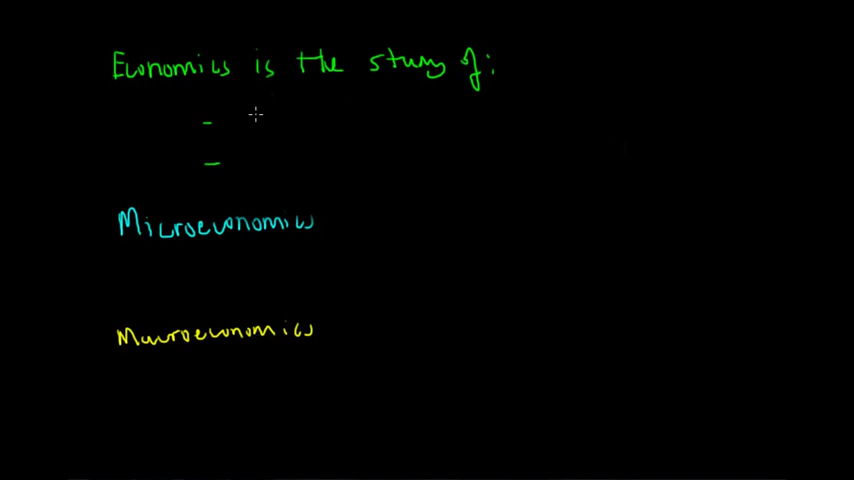 Economics is the study of:
-
-
Microeconomics
Macroeconomics